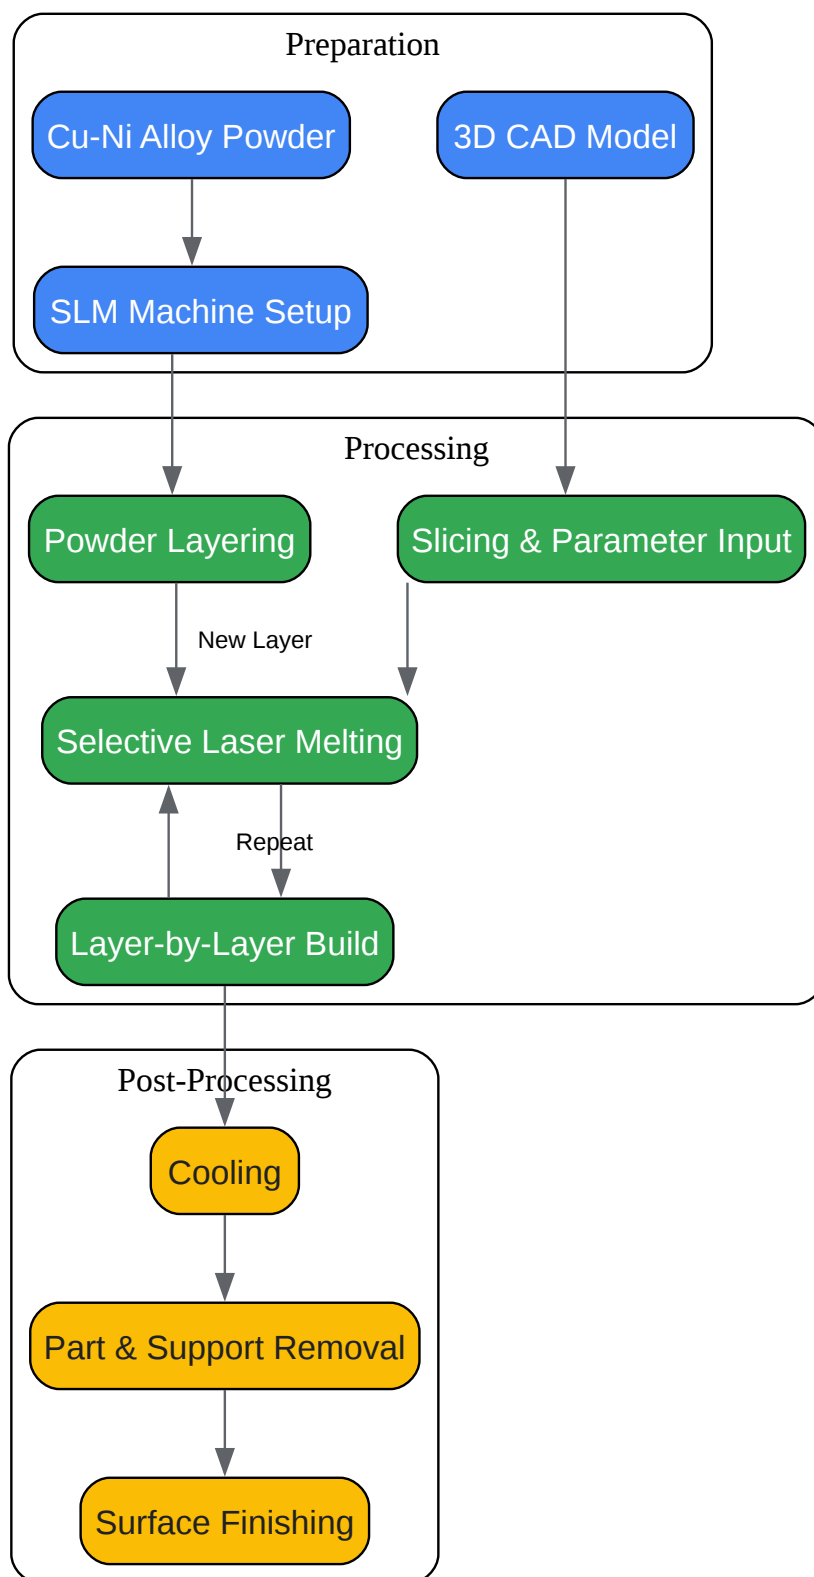 Preparation
Cu-Ni Alloy Powder
3D CAD Model
SLM Machine Setup
Processing
Powder Layering
Slicing & Parameter Input
New Layer
Selective Laser Melting
Repeat
Layer-by-Layer Build
Post-Processing
Cooling
Part & Support Removal
Surface Finishing